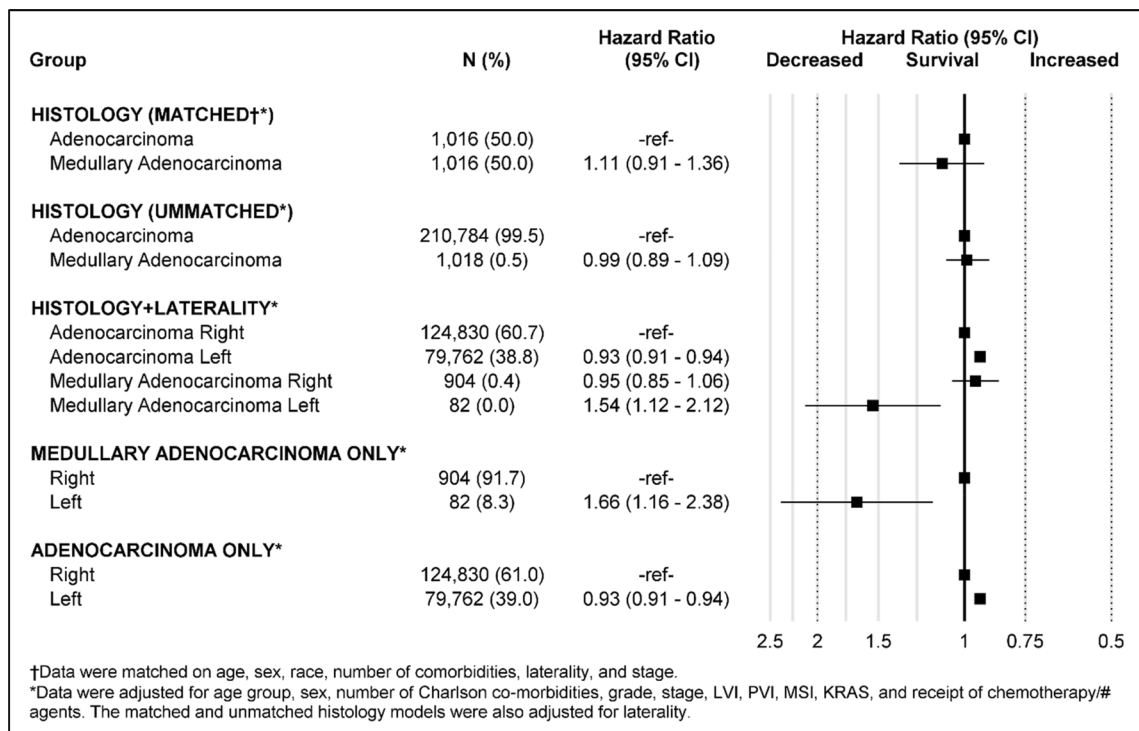 Group N (%) Hazard Ratio (95% CI) Hazard Ratio (95% CI)
Decreased Survival Increased
HISTOLOGY (MATCHED†*)
Adenocarcinoma 1,016 (50.0) -ref-
Medullary Adenocarcinoma 1,016 (50.0) 1.11 (0.91 - 1.36)
HISTOLOGY (UMMATCHED*)
Adenocarcinoma 210,784 (99.5) -ref-
Medullary Adenocarcinoma 1,018 (0.5) 0.99 (0.89 - 1.09)
HISTOLOGY+LATERALITY*
Adenocarcinoma Right 124,830 (60.7) -ref-
Adenocarcinoma Left 79,762 (38.8) 0.93 (0.91 - 0.94)
Medullary Adenocarcinoma Right 904 (0.4) 0.95 (0.85 - 1.06)
Medullary Adenocarcinoma Left 82 (0.0) 1.54 (1.12 - 2.12)
MEDULLARY ADENOCARCINOMA ONLY*
Right 904 (91.7) -ref-
Left 82 (8.3) 1.66 (1.16 - 2.38)
ADENOCARCINOMA ONLY*
Right 124,830 (61.0) -ref-
Left 79,762 (39.0) 0.93 (0.91 - 0.94)
2.5 2 1.5 1 0.75 0.5
†Data were matched on age, sex, race, number of comorbidities, laterality, and stage.
*Data were adjusted for age group, sex, number of Charlson co-morbidities, grade, stage, LVI, PVI, MSI, KRAS, and receipt of chemotherapy/#
agents. The matched and unmatched histology models were also adjusted for laterality.